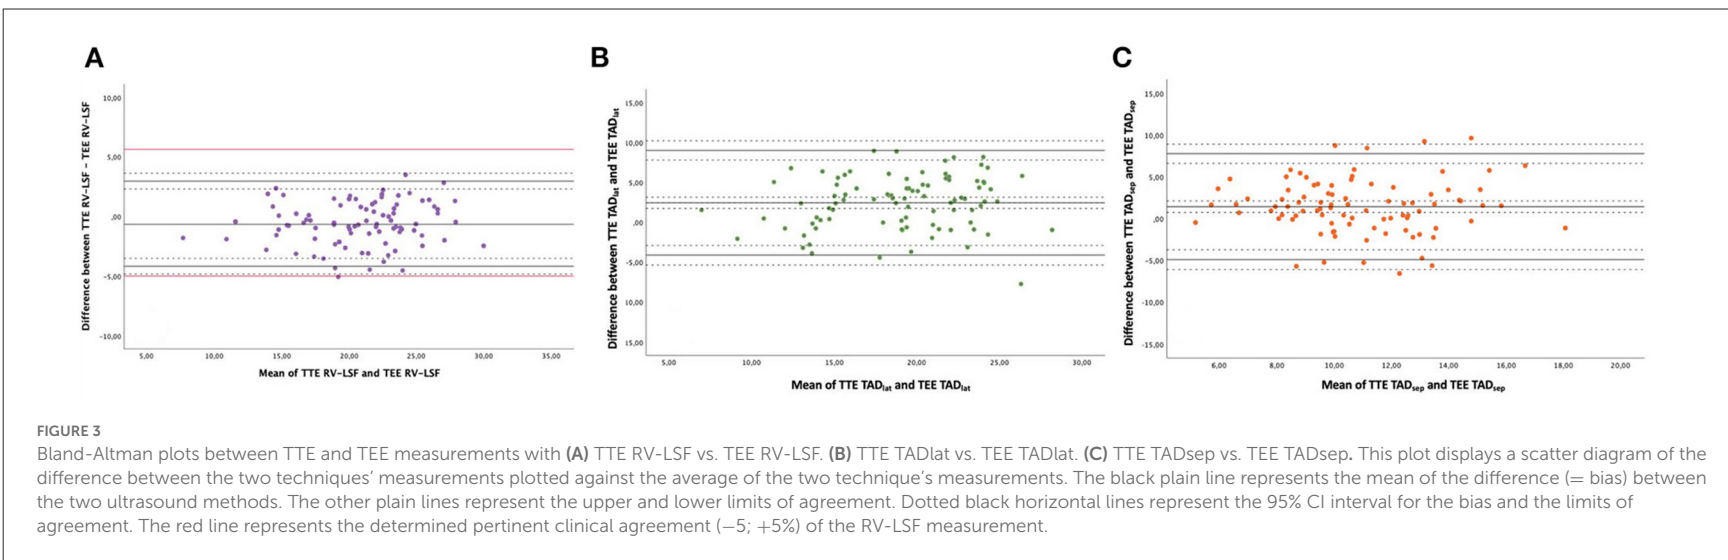 A
B
C
Difference between TTE RV-LSF - TEE RV-LSF
10,00
5,00
,00
-5,00
-10,00
5,00 10,00 15,00 20,00 25,00 30,00 35,00
Mean of TTE RV-LSF and TEE RV-LSF
Difference between TTE TADlat and TEE TADlat
15,00
10,00
5,00
,00
-5,00
10,00
15,00
5,00 10,00 15,00 20,00 25,00 30,00
Mean of TTE TADlat and TEE TADlat
Difference between TTE TADsep and TEE TADsep
15,00
10,00
5,00
,00
-5,00
-10,00
-15,00
6,00 8,00 10,00 12,00 14,00 16,00 18,00 20,00
Mean of TTE TADsep and TEE TADsep
FIGURE 3
Bland-Altman plots between TTE and TEE measurements with (A) TTE RV-LSF vs. TEE RV-LSF. (B) TTE TADlat vs. TEE TADlat. (C) TTE TADsep vs. TEE TADsep. This plot displays a scatter diagram of the
difference between the two techniques' measurements plotted against the average of the two technique's measurements. The black plain line represents the mean of the difference (= bias) between
the two ultrasound methods. The other plain lines represent the upper and lower limits of agreement. Dotted black horizontal lines represent the 95% CI interval for the bias and the limits of
agreement. The red line represents the determined pertinent clinical agreement (−5; +5%) of the RV-LSF measurement.